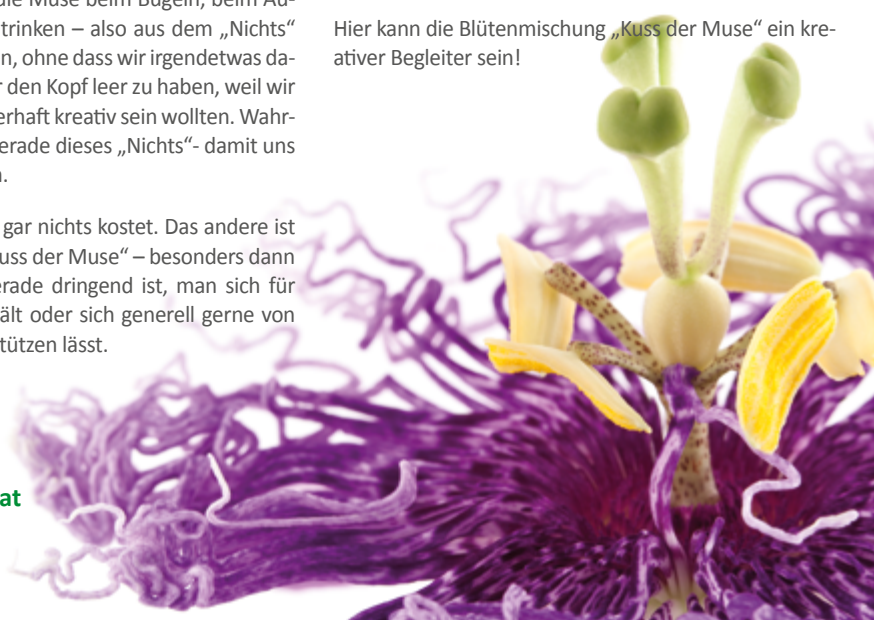 die Muse beim Bügeln, beim Au-
trinken – also aus dem „Nichts“
n, ohne dass wir irgendetwas da-
r den Kopf leer zu haben, weil wir
erhaft kreativ sein wollten. Wahr-
erade dieses „Nichts“- damit uns
n.
gar nichts kostet. Das andere ist
uss der Muse“ – besonders dann
erade dringend ist, man sich für
ält oder sich generell gerne von
tützen lässt.
at
Hier kann die Blütenmischung „Kuss der Muse“ ein kre-
ativer Begleiter sein!